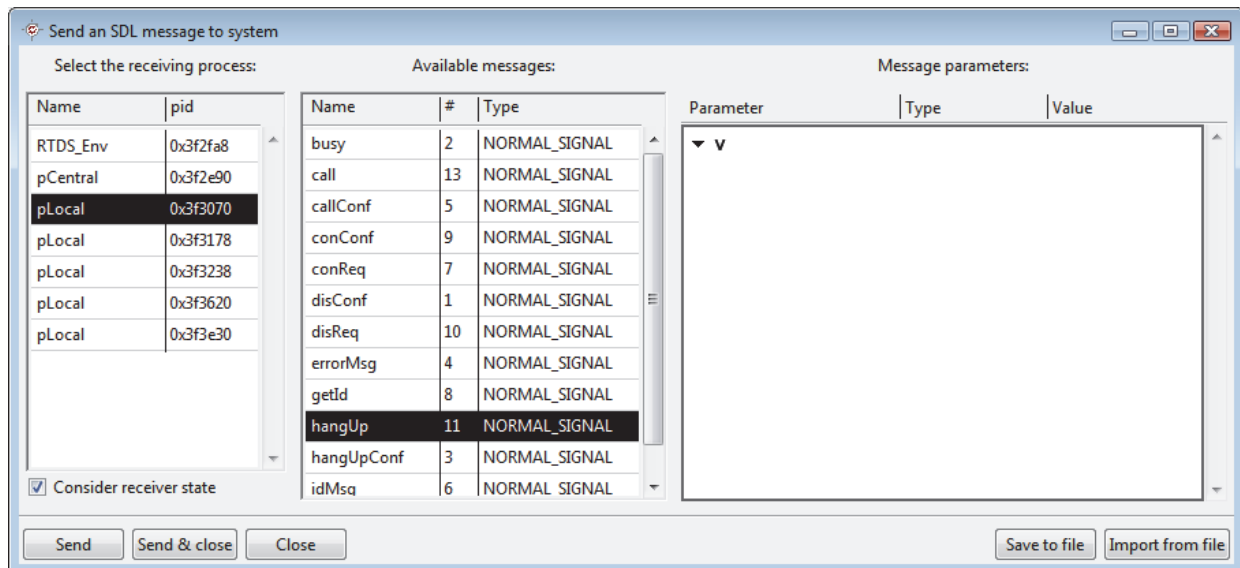 Send an SDL message to system
Select the receiving process: Available messages: Message parameters:
Name pid Name # Type Parameter Type Value
RTDS_Env 0x3f2fa8 busy 2 NORMAL_SIGNAL v
pCentral 0x3f2e90 call 13 NORMAL_SIGNAL
pLocal 0x3f3070 callConf 5 NORMAL_SIGNAL
pLocal 0x3f3178 conConf 9 NORMAL_SIGNAL
pLocal 0x3f3238 conReq 7 NORMAL_SIGNAL
pLocal 0x3f3620 disConf 1 NORMAL_SIGNAL
pLocal 0x3f3e30 disReq 10 NORMAL_SIGNAL
errorMsg 4 NORMAL_SIGNAL
getId 8 NORMAL_SIGNAL
hangUp 11 NORMAL_SIGNAL
hangUpConf 3 NORMAL_SIGNAL
Consider receiver state idMsg 6 NORMAL_SIGNAL
Send Send & close Close Save to file Import from file